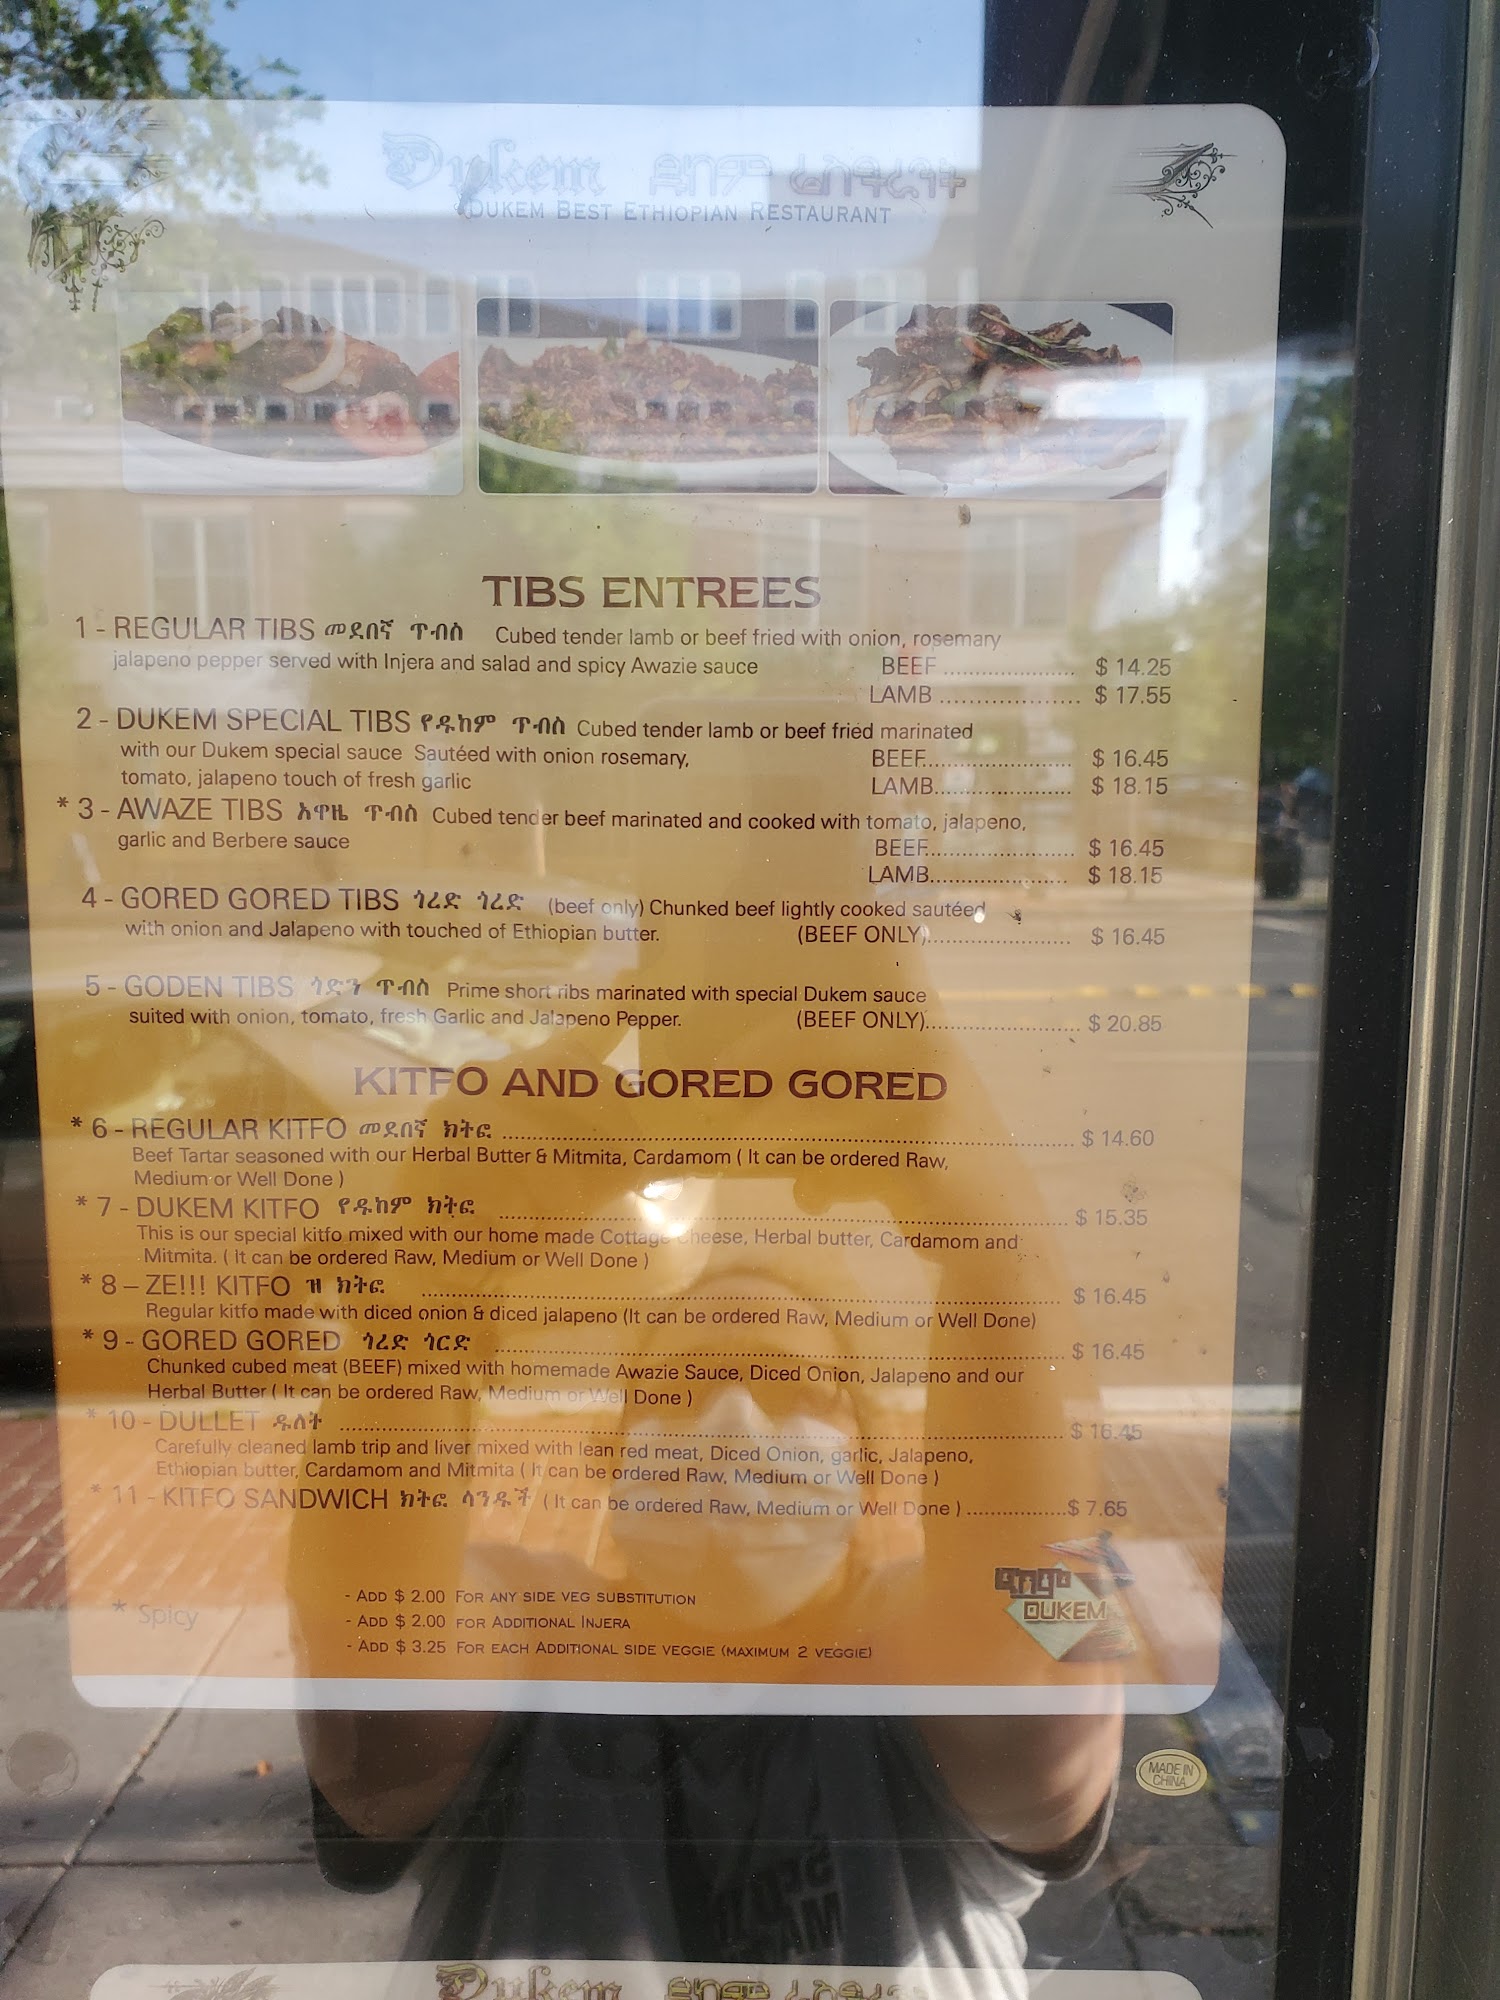 Dukem
DUKEM BEST ETHIOPIAN RESTAURANT
TIBS ENTREES
1 - REGULAR TIBS መደበኛ ጥብስ Cubed tender lamb or beef fried with onion, rosemary
jalapeno pepper served with Injera and salad and spicy Awazie sauce BEEF ...................... $ 14.25
LAMB .................... $ 17.55
2 - DUKEM SPECIAL TIBS የዱከም ጥብስ Cubed tender lamb or beef fried marinated
with our Dukem special sauce Sautéed with onion rosemary, BEEF....................... $ 16.45
tomato, jalapeno touch of fresh garlic LAMB..................... $ 18.15
* 3 - AWAZE TIBS አዋዜ ጥብስ Cubed tender beef marinated and cooked with tomato, jalapeno,
garlic and Berbere sauce BEEF...................... $ 16.45
LAMB..................... $ 18.15
4 - GORED GORED TIBS ጎረድ ጎረድ (beef only) Chunked beef lightly cooked sautéed
with onion and Jalapeno with touched of Ethiopian butter. (BEEF ONLY)..................... $ 16.45
5 - GODEN TIBS ጎድን ጥብስ Prime short ribs marinated with special Dukem sauce
suited with onion, tomato, fresh Garlic and Jalapeno Pepper. (BEEF ONLY)....................... $ 20.85
KITFO AND GORED GORED
* 6 - REGULAR KITFO መደበኛ ክትፎ ........................ $ 14.60
Beef Tartar seasoned with our Herbal Butter & Mitmita, Cardamom ( It can be ordered Raw,
Medium or Well Done )
* 7 - DUKEM KITFO የዱከም ክትፎ ........................ $ 15.35
This is our special kitfo mixed with our home made Cottage Cheese, Herbal butter, Cardamom and
Mitmita. ( It can be ordered Raw, Medium or Well Done )
* 8 – ZE!!! KITFO ዝ ክትፎ ........................ $ 16.45
Regular kitfo made with diced onion & diced jalapeno (It can be ordered Raw, Medium or Well Done)
* 9 - GORED GORED ጎረድ ጎርድ ........................ $ 16.45
Chunked cubed meat (BEEF) mixed with homemade Awazie Sauce, Diced Onion, Jalapeno and our
Herbal Butter ( It can be ordered Raw, Medium or Well Done )
* 10 - DULLET ዱለት ........................ $ 16.45
Carefully cleaned lamb trip and liver mixed with lean red meat, Diced Onion, garlic, Jalapeno,
Ethiopian butter, Cardamom and Mitmita ( It can be ordered Raw, Medium or Well Done )
* 11 - KITFO SANDWICH ክትፎ ሳንዱች ( It can be ordered Raw, Medium or Well Done ) ................$ 7.65
- ADD $ 2.00 FOR ANY SIDE VEG SUBSTITUTION
* Spicy
- ADD $ 2.00 FOR ADDITIONAL INJERA
- ADD $ 3.25 FOR EACH ADDITIONAL SIDE VEGGIE (MAXIMUM 2 VEGGIE)
ዱከም
DUKEM
MADE IN
CHINA
Dukem